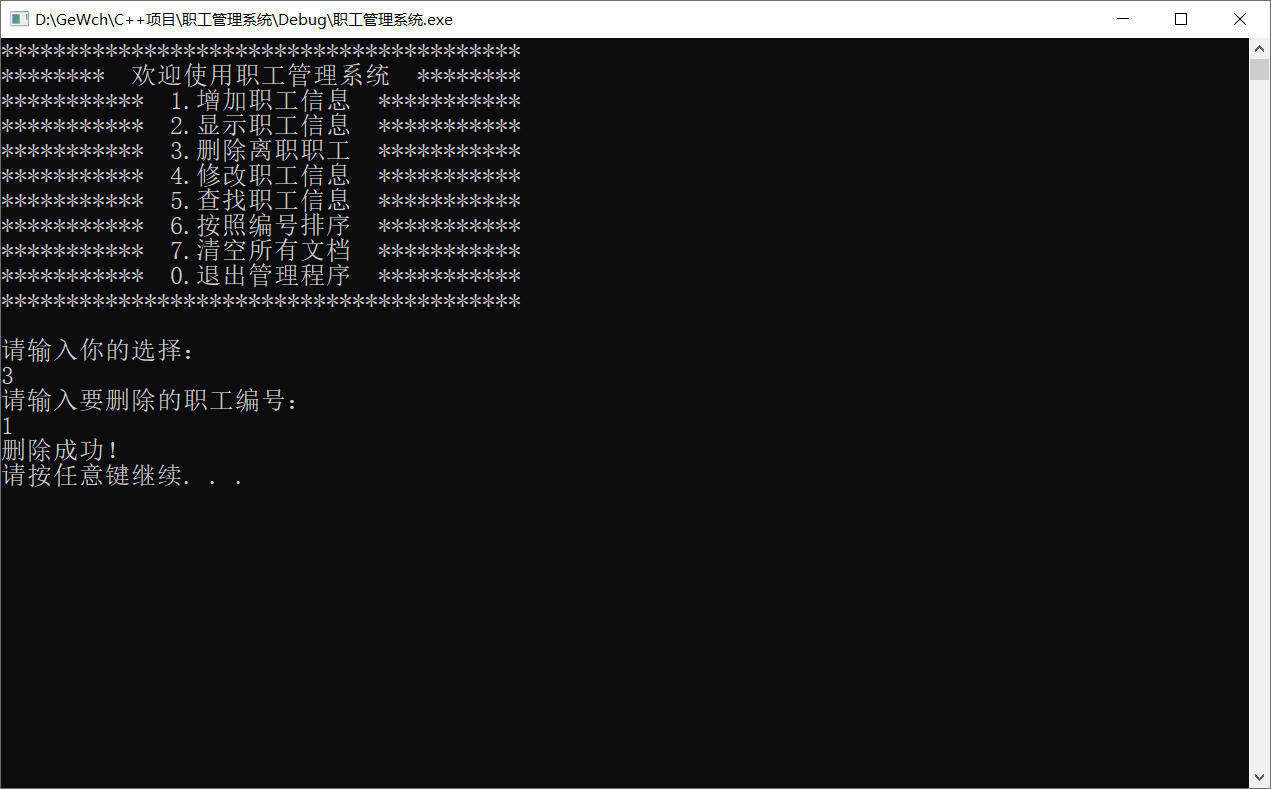 D:\GeWch\C++项目\职工管理系统\Debug\职工管理系统.exe
****************************************
********  欢迎使用职工管理系统  ********
***********  1.增加职工信息  ***********
***********  2.显示职工信息  ***********
***********  3.删除离职职工  ***********
***********  4.修改职工信息  ***********
***********  5.查找职工信息  ***********
***********  6.按照编号排序  ***********
***********  7.清空所有文档  ***********
***********  0.退出管理程序  ***********
****************************************
请输入你的选择：
3
请输入要删除的职工编号：
1
删除成功！
请按任意键继续. . .